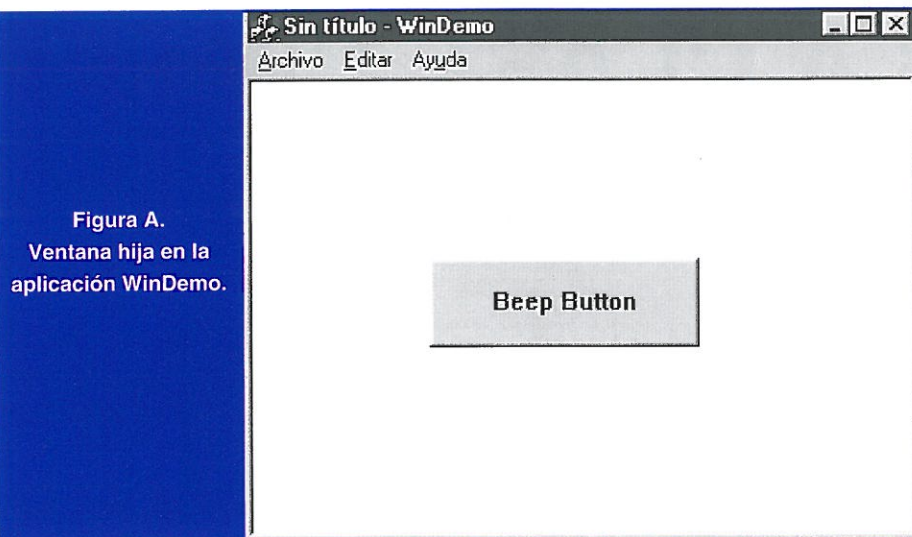 Figura A.
Ventana hija en la
aplicación WinDemo.
Sin título - WinDemo
Archivo Editar Ayuda
Beep Button